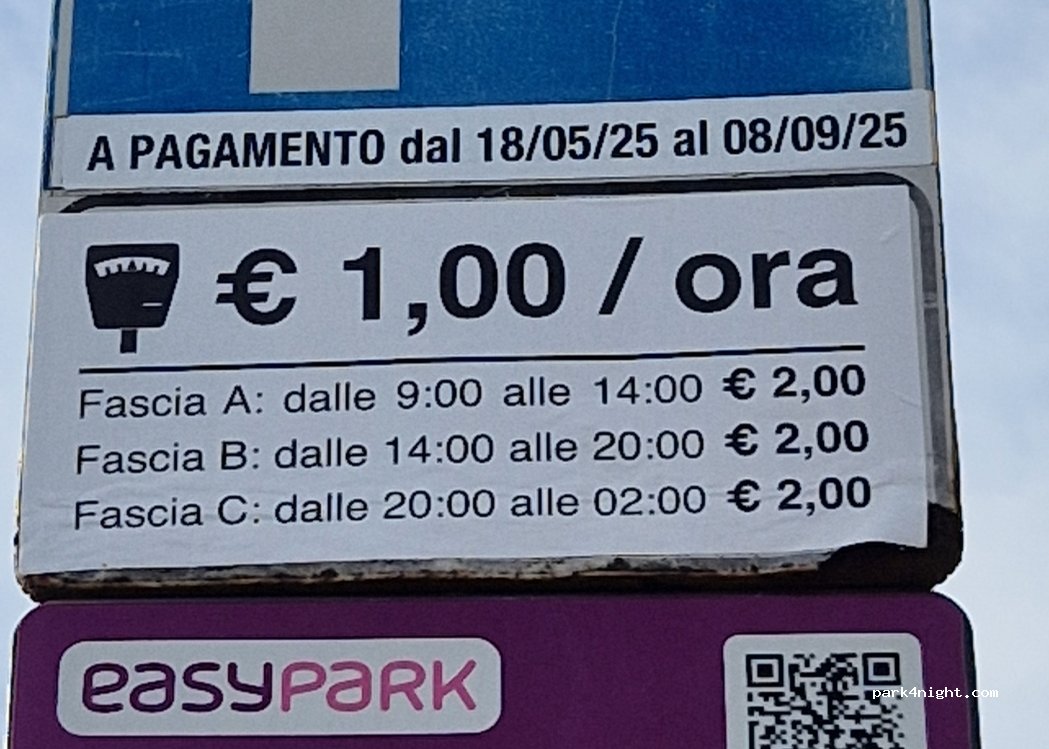 A PAGAMENTO dal 18/05/25 al 08/09/25
€ 1,00 / ora
Fascia A: dalle 9:00 alle 14:00 € 2,00
Fascia B: dalle 14:00 alle 20:00 € 2,00
Fascia C: dalle 20:00 alle 02:00 € 2,00
easyPARK
park4night.com